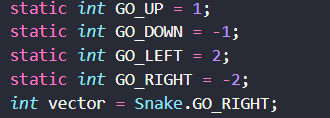 static int GO_UP = 1;
static int GO_DOWN = -1;
static int GO_LEFT = 2;
static int GO_RIGHT = -2;
int vector = Snake.GO_RIGHT;